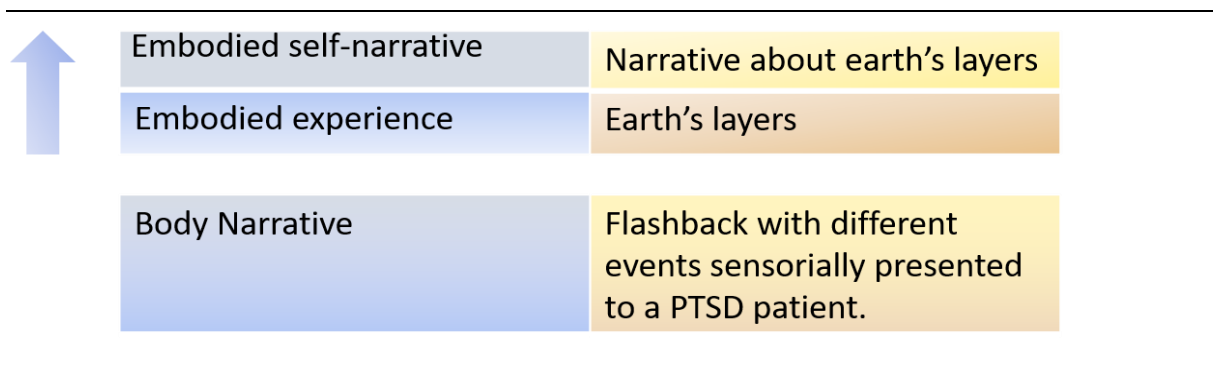 Embodied self-narrative
Narrative about earth’s layers
Embodied experience
Earth’s layers
Body Narrative
Flashback with different
events sensorially presented
to a PTSD patient.